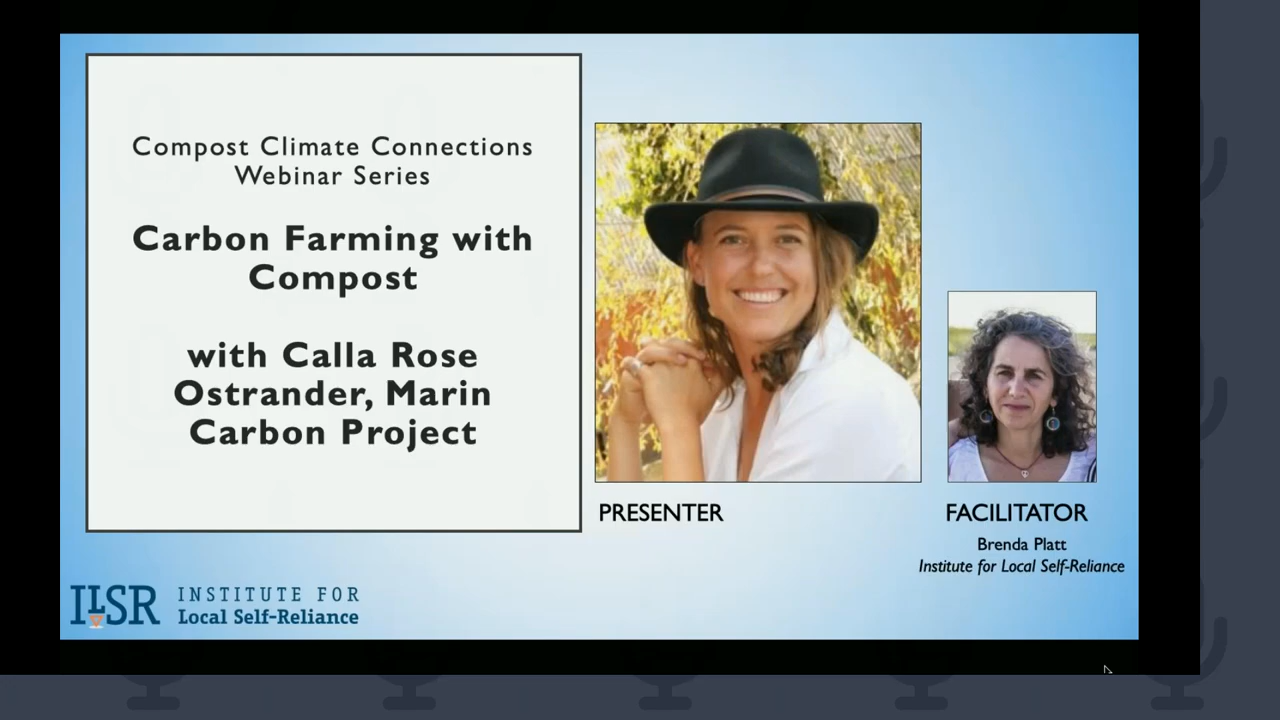 Compost Climate Connections
Webinar Series
Carbon Farming with
Compost
with Calla Rose
Ostrander, Marin
Carbon Project
PRESENTER
FACILITATOR
Brenda Platt
Institute for Local Self-Reliance
ILSR
INSTITUTE FOR
Local Self-Reliance